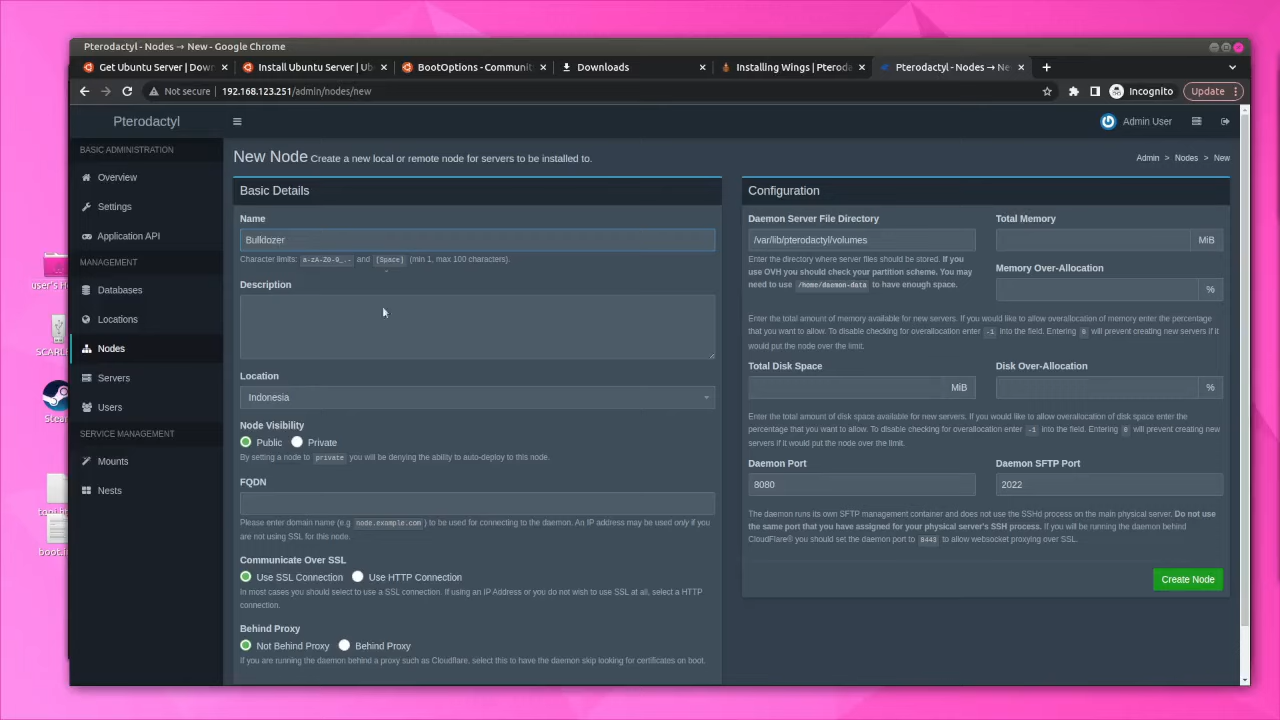 Pterodactyl - Nodes → New - Google Chrome
Get Ubuntu Server | Down
Install Ubuntu Server | Ub
BootOptions - Communit
Downloads
Installing Wings | Pteroda
Pterodactyl - Nodes → Ne
Not secure
192.168.123.251/admin/nodes/new
Incognito
Update
Pterodactyl
Admin User
BASIC ADMINISTRATION
Overview
Settings
Application API
MANAGEMENT
Databases
Locations
Nodes
Servers
Users
SERVICE MANAGEMENT
Mounts
Nests
New Node Create a new local or remote node for servers to be installed to.
Admin > Nodes > New
Basic Details
Name
Bulldozer
Character limits: a-zA-Z0-9_.- and [Space] (min 1, max 100 characters).
Description
Location
Indonesia
Node Visibility
Public
Private
By setting a node to private you will be denying the ability to auto-deploy to this node.
FQDN
Please enter domain name (e.g node.example.com) to be used for connecting to the daemon. An IP address may be used only if you
are not using SSL for this node.
Communicate Over SSL
Use SSL Connection
Use HTTP Connection
In most cases you should select to use a SSL connection. If using an IP Address or you do not wish to use SSL at all, select a HTTP
connection.
Behind Proxy
Not Behind Proxy
Behind Proxy
If you are running the daemon behind a proxy such as Cloudflare, select this to have the daemon skip looking for certificates on boot.
Configuration
Daemon Server File Directory
/var/lib/pterodactyl/volumes
Enter the directory where server files should be stored. If you
use OVH you should check your partition scheme. You may
need to use /home/daemon-data to have enough space.
Total Memory
MiB
Memory Over-Allocation
%
Enter the total amount of memory available for new servers. If you would like to allow overallocation of memory enter the percentage
that you want to allow. To disable checking for overallocation enter -1 into the field. Entering 0 will prevent creating new servers if it
would put the node over the limit.
Total Disk Space
MiB
Disk Over-Allocation
%
Enter the total amount of disk space available for new servers. If you would like to allow overallocation of disk space enter the
percentage that you want to allow. To disable checking for overallocation enter -1 into the field. Entering 0 will prevent creating new
servers if it would put the node over the limit.
Daemon Port
8080
Daemon SFTP Port
2022
The daemon runs its own SFTP management container and does not use the SSHd process on the main physical server. Do not use
the same port that you have assigned for your physical server's SSH process. If you will be running the daemon behind
CloudFlare® you should set the daemon port to 8443 to allow websocket proxying over SSL.
Create Node
user's H
SCARL
Stea
boot.i